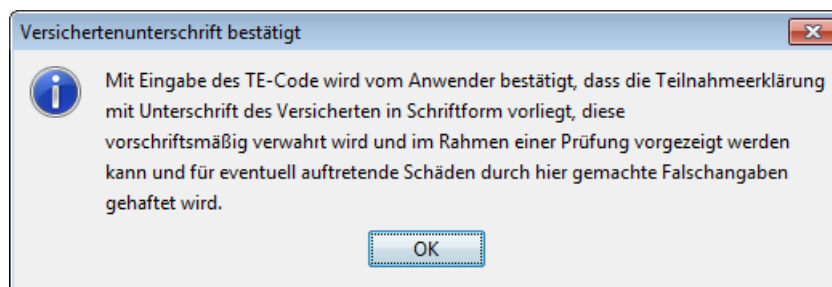 Versichertenunterschrift bestätigt
Mit Eingabe des TE-Code wird vom Anwender bestätigt, dass die Teilnahmeerklärung
mit Unterschrift des Versicherten in Schriftform vorliegt, diese
vorschriftsmäßig verwahrt wird und im Rahmen einer Prüfung vorgezeigt werden
kann und für eventuell auftretende Schäden durch hier gemachte Falschangaben
gehaftet wird.
OK